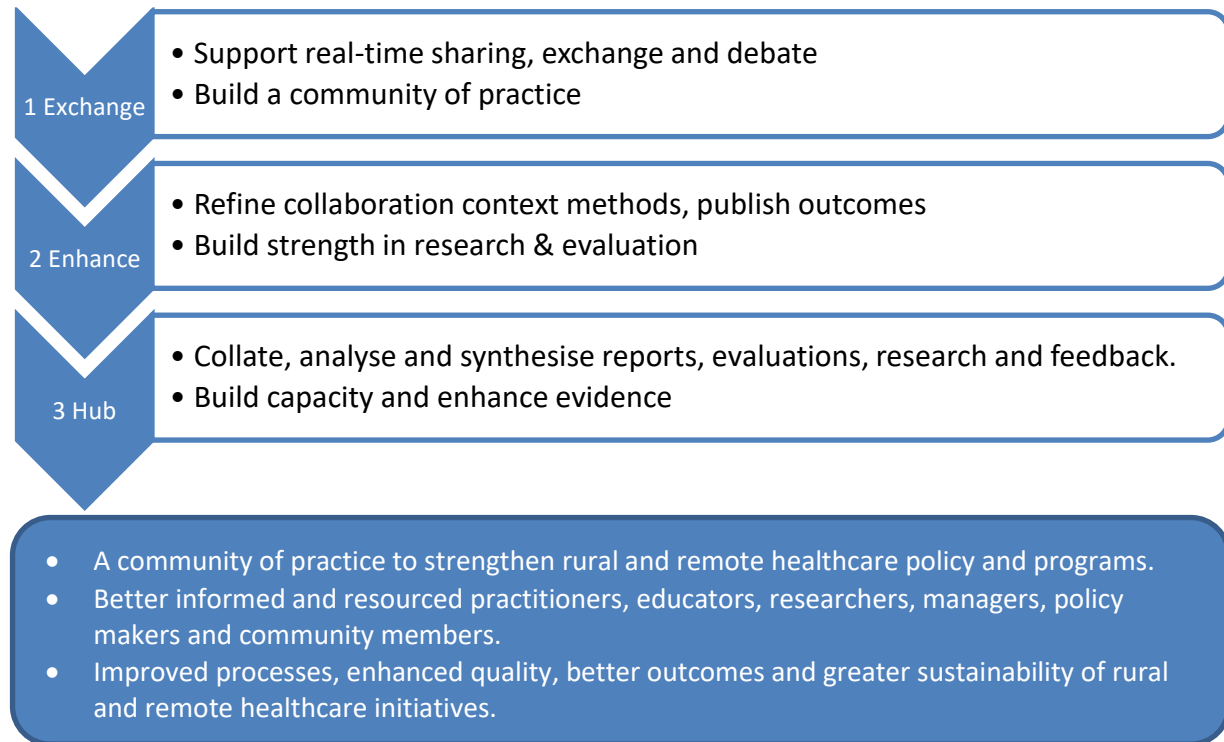 1 Exchange
• Support real-time sharing, exchange and debate
• Build a community of practice
2 Enhance
• Refine collaboration context methods, publish outcomes
• Build strength in research & evaluation
3 Hub
• Collate, analyse and synthesise reports, evaluations, research and feedback.
• Build capacity and enhance evidence
• A community of practice to strengthen rural and remote healthcare policy and programs.
• Better informed and resourced practitioners, educators, researchers, managers, policy
makers and community members.
• Improved processes, enhanced quality, better outcomes and greater sustainability of rural
and remote healthcare initiatives.